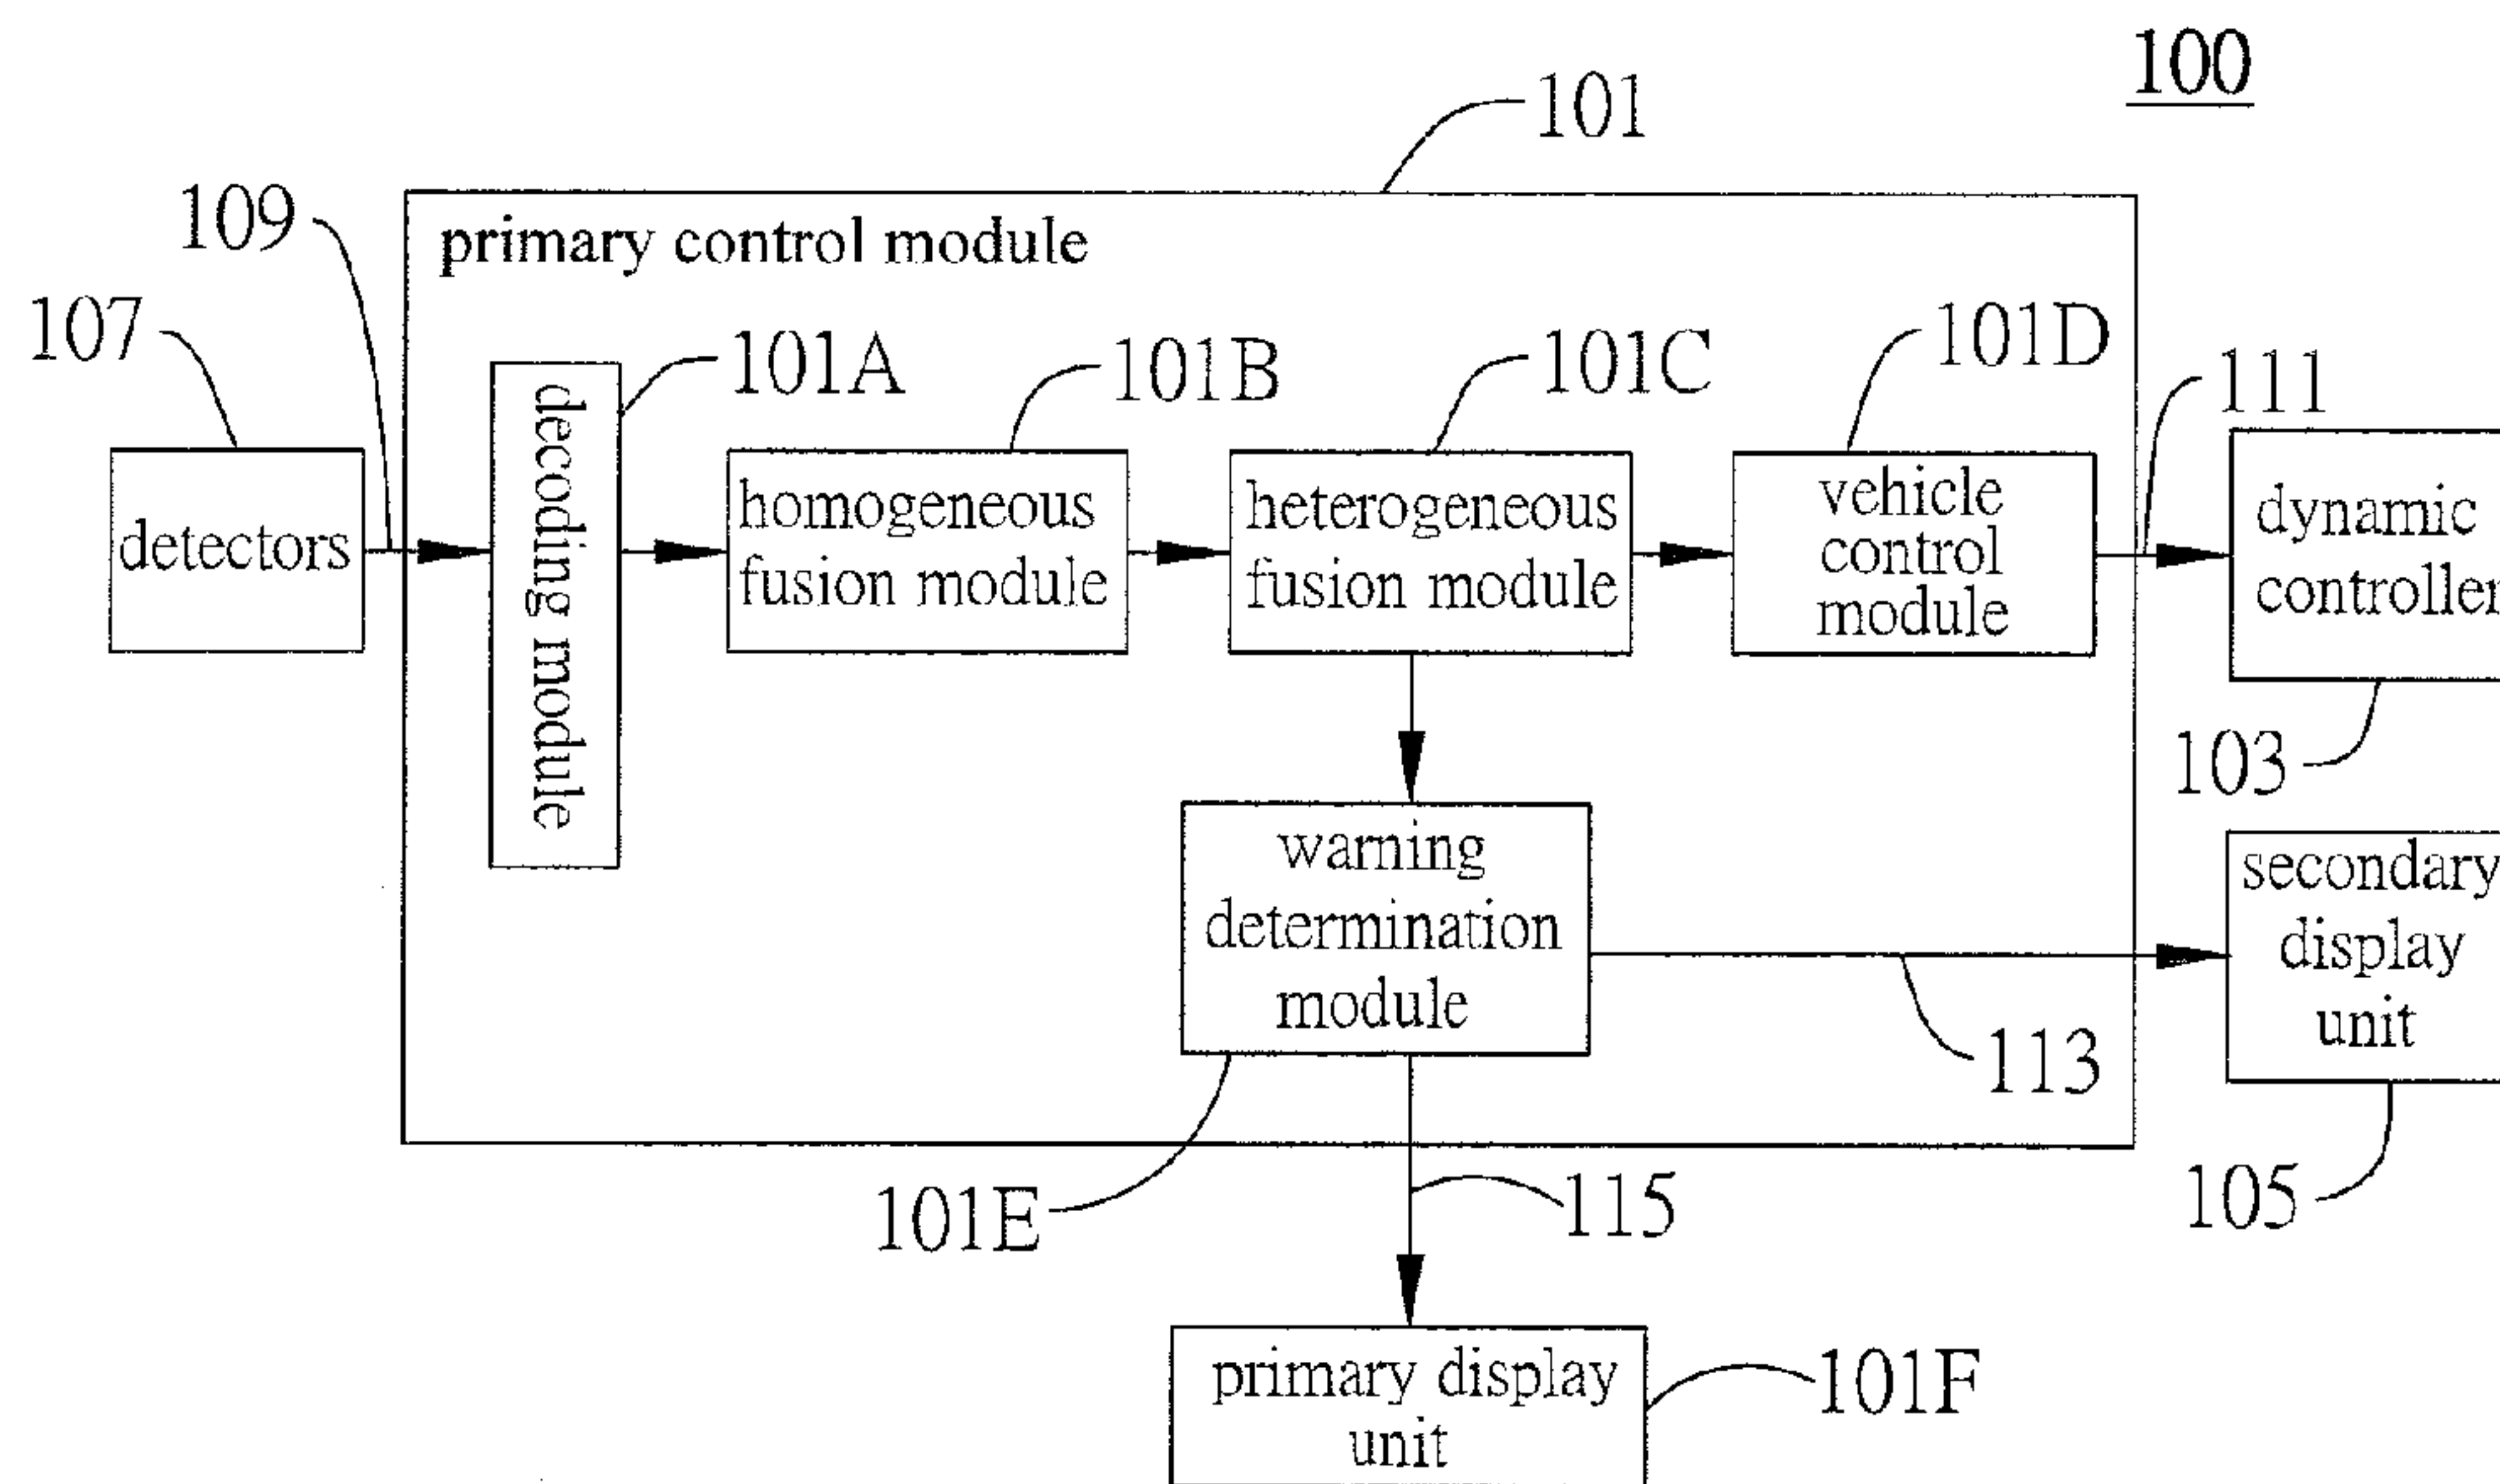 100
101
109
primary control module
107
101A
101B
101C
101D
111
detectors
decoding module
homogeneous
fusion module
heterogeneous
fusion module
vehicle
control
module
dynamic
controller
103
warning
determination
module
secondary
display
unit
113
101E
115
105
primary display
unit
101F